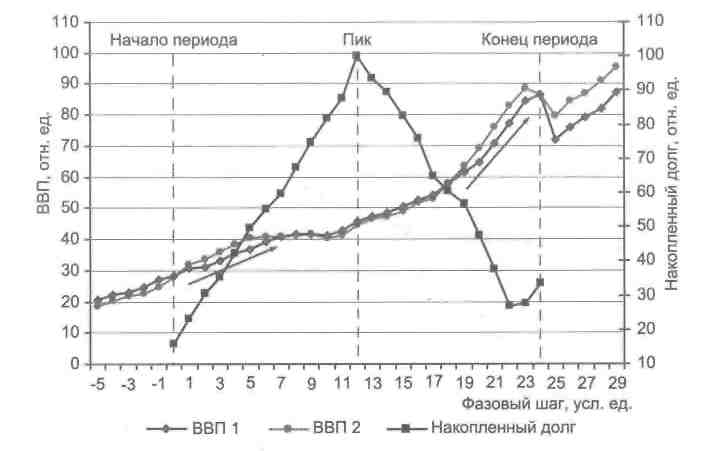 110
100
90
80
70
60
50
40
30
20
10
0
ВВП, отн. ед.
Начало периода
Пик
Конец периода
110
100
90
80
70
60
50
40
30
20
10
Накопленный долг, отн. ед.
-5 -3 -1 1 3 5 7 9 11 13 15 17 19 21 23 25 27 29
Фазовый шаг, усл. ед.
ВВП 1 ВВП 2 Накопленный долг